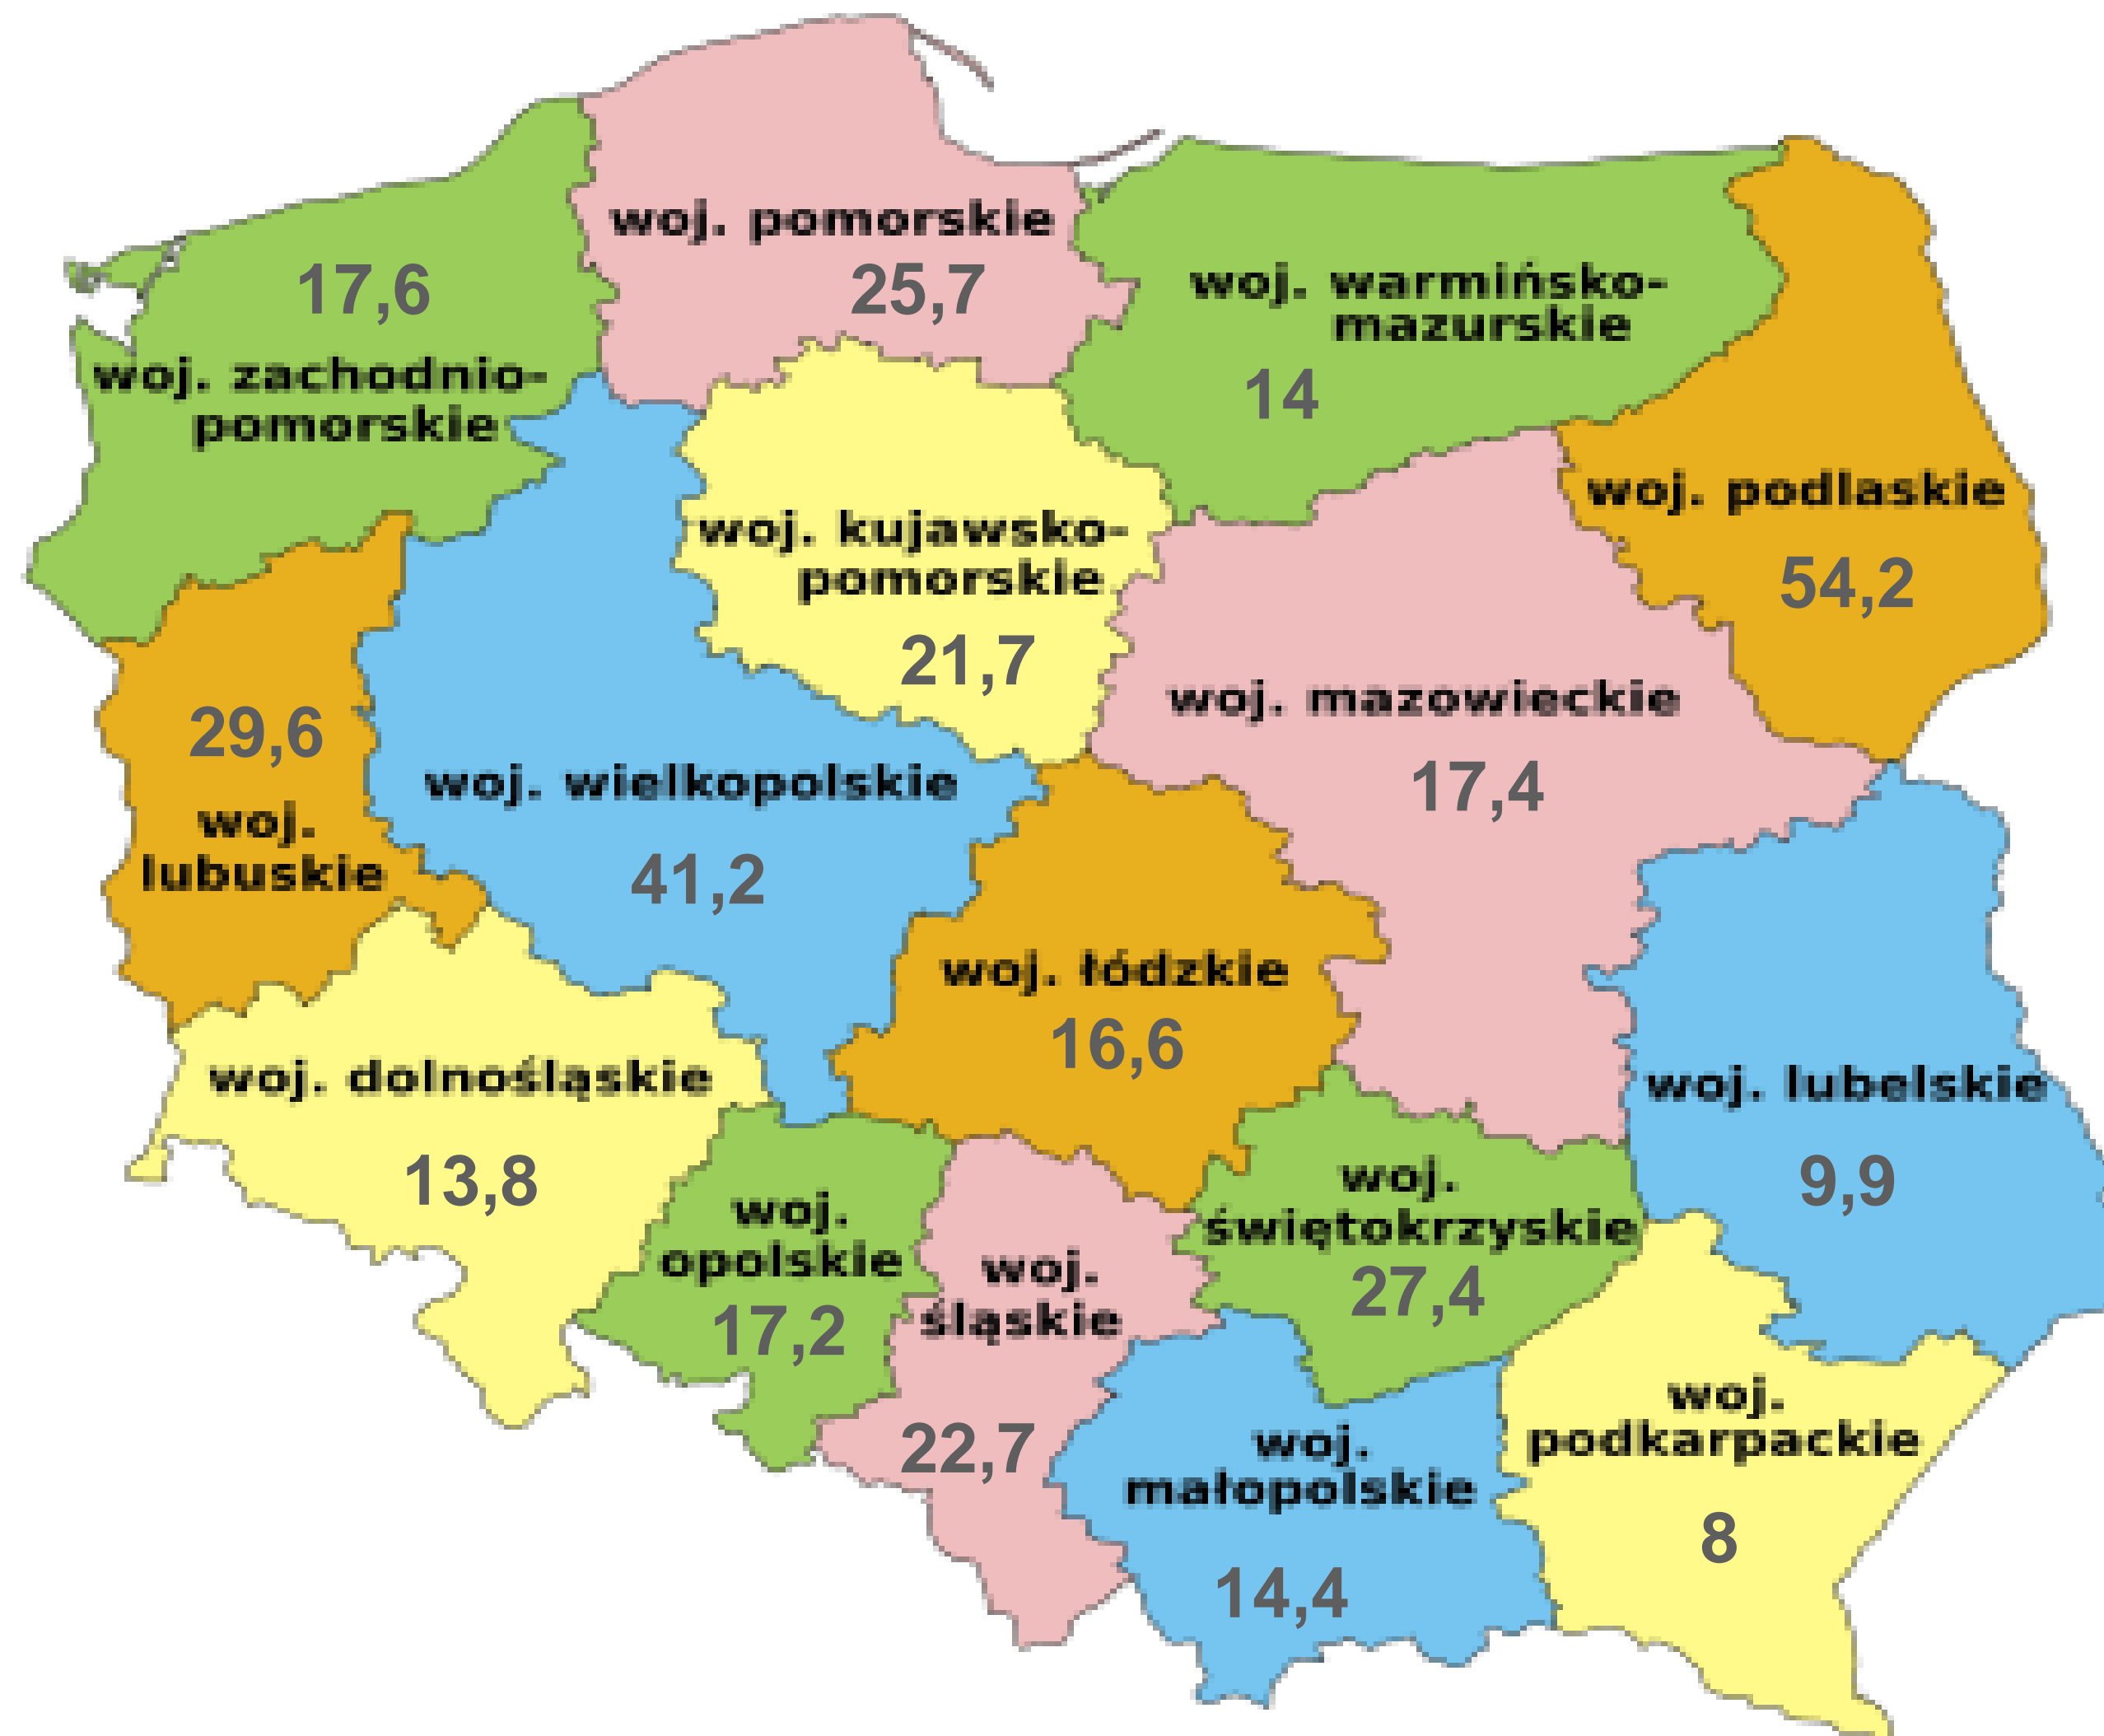 woj. pomorskie
25,7
17,6
woj. zachodnio-
pomorskie
woj. warmińsko-
mazurskie
14
woj. podlaskie
54,2
woj. kujawsko-
pomorskie
21,7
29,6
woj.
lubuskie
woj. wielkopolskie
41,2
woj. mazowieckie
17,4
woj. łódzkie
16,6
woj. dolnośląskie
13,8
woj. lubelskie
9,9
woj.
opolskie
17,2
woj.
śląskie
22,7
woj.
świętokrzyskie
27,4
woj.
małopolskie
14,4
woj.
podkarpackie
8